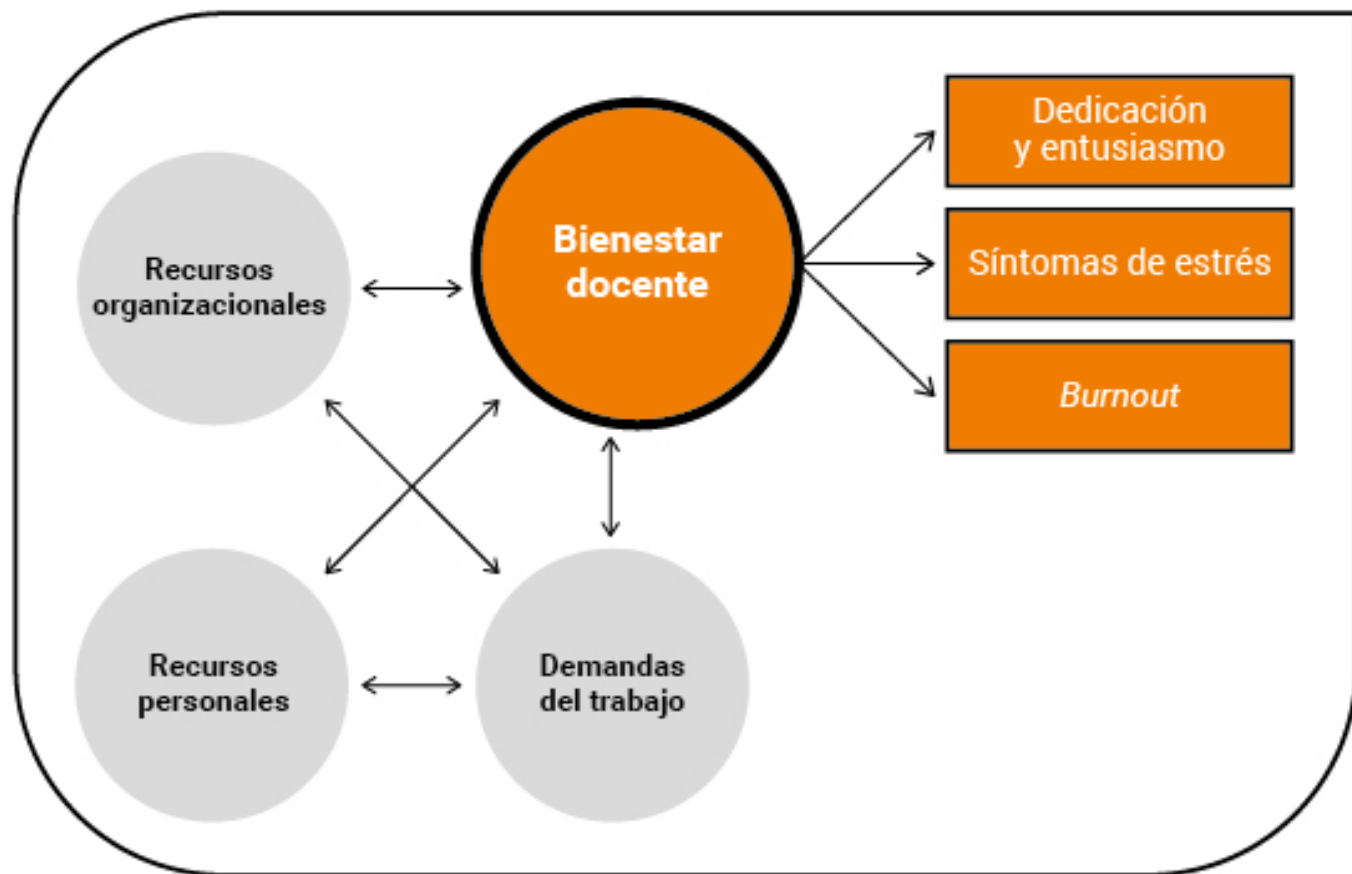 Dedicación
y entusiasmo
Bienestar
docente
Síntomas de estrés
Recursos
organizacionales
Burnout
Recursos
personales
Demandas
del trabajo